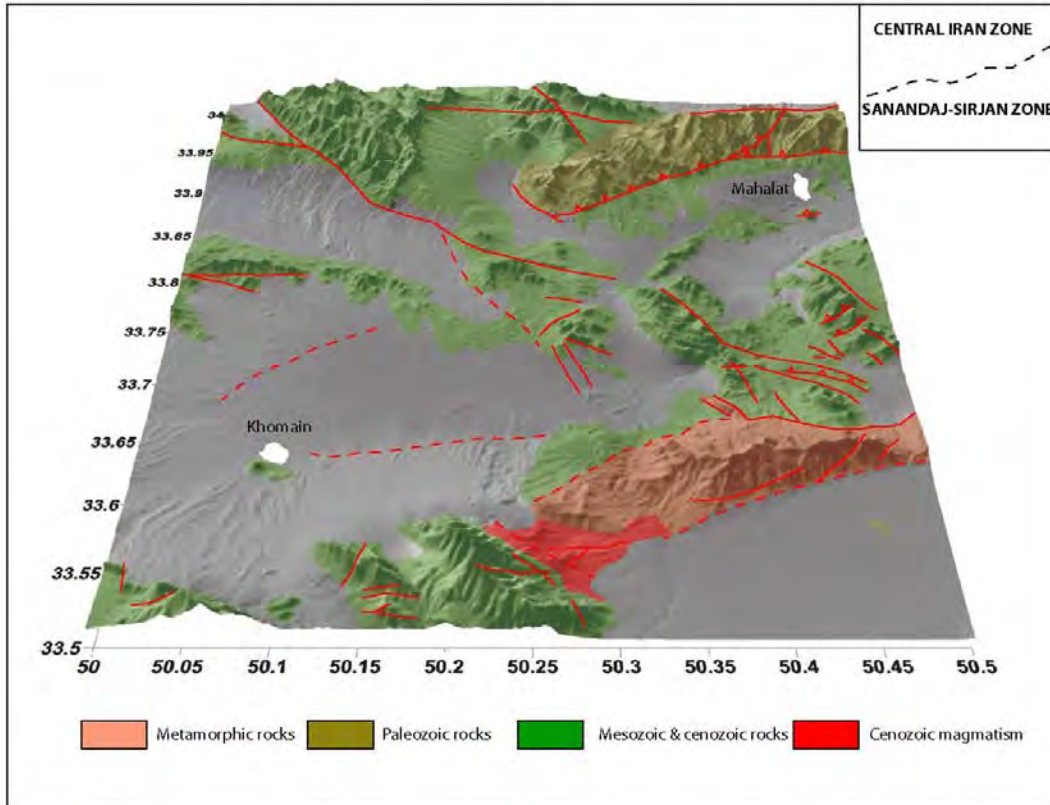 CENTRAL IRAN ZONE
SANANDAJ-SIRJAN ZONE
34
33.95
33.9
33.85
33.8
33.75
33.7
33.65
33.6
33.55
33.5
Mahalat
Khomain
50 50.05 50.1 50.15 50.2 50.25 50.3 50.35 50.4 50.45 50.5
Metamorphic rocks Paleozoic rocks Mesozoic & cenozoic rocks Cenozoic magmatism